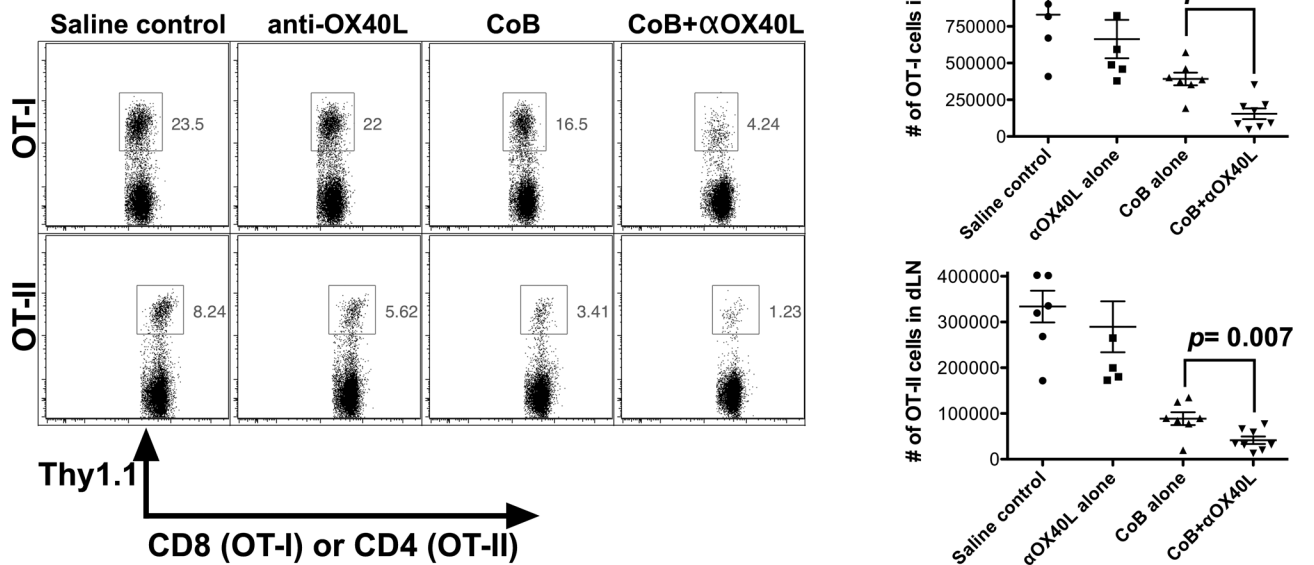 Saline control
anti-OX40L
CoB
CoB+αOX40L
OT-I
23.5
22
16.5
4.24
OT-II
8.24
5.62
3.41
1.23
Thy1.1
CD8 (OT-I) or CD4 (OT-II)
# of OT-I cells i
750000
500000
250000
0
Saline control
αOX40L alone
CoB alone
CoB+αOX40L
# of OT-II cells in dLN
400000
300000
200000
100000
0
p= 0.007
Saline control
αOX40L alone
CoB alone
CoB+αOX40L